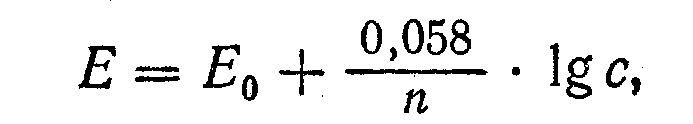 E = E₀ + 0,058/n · lg c,